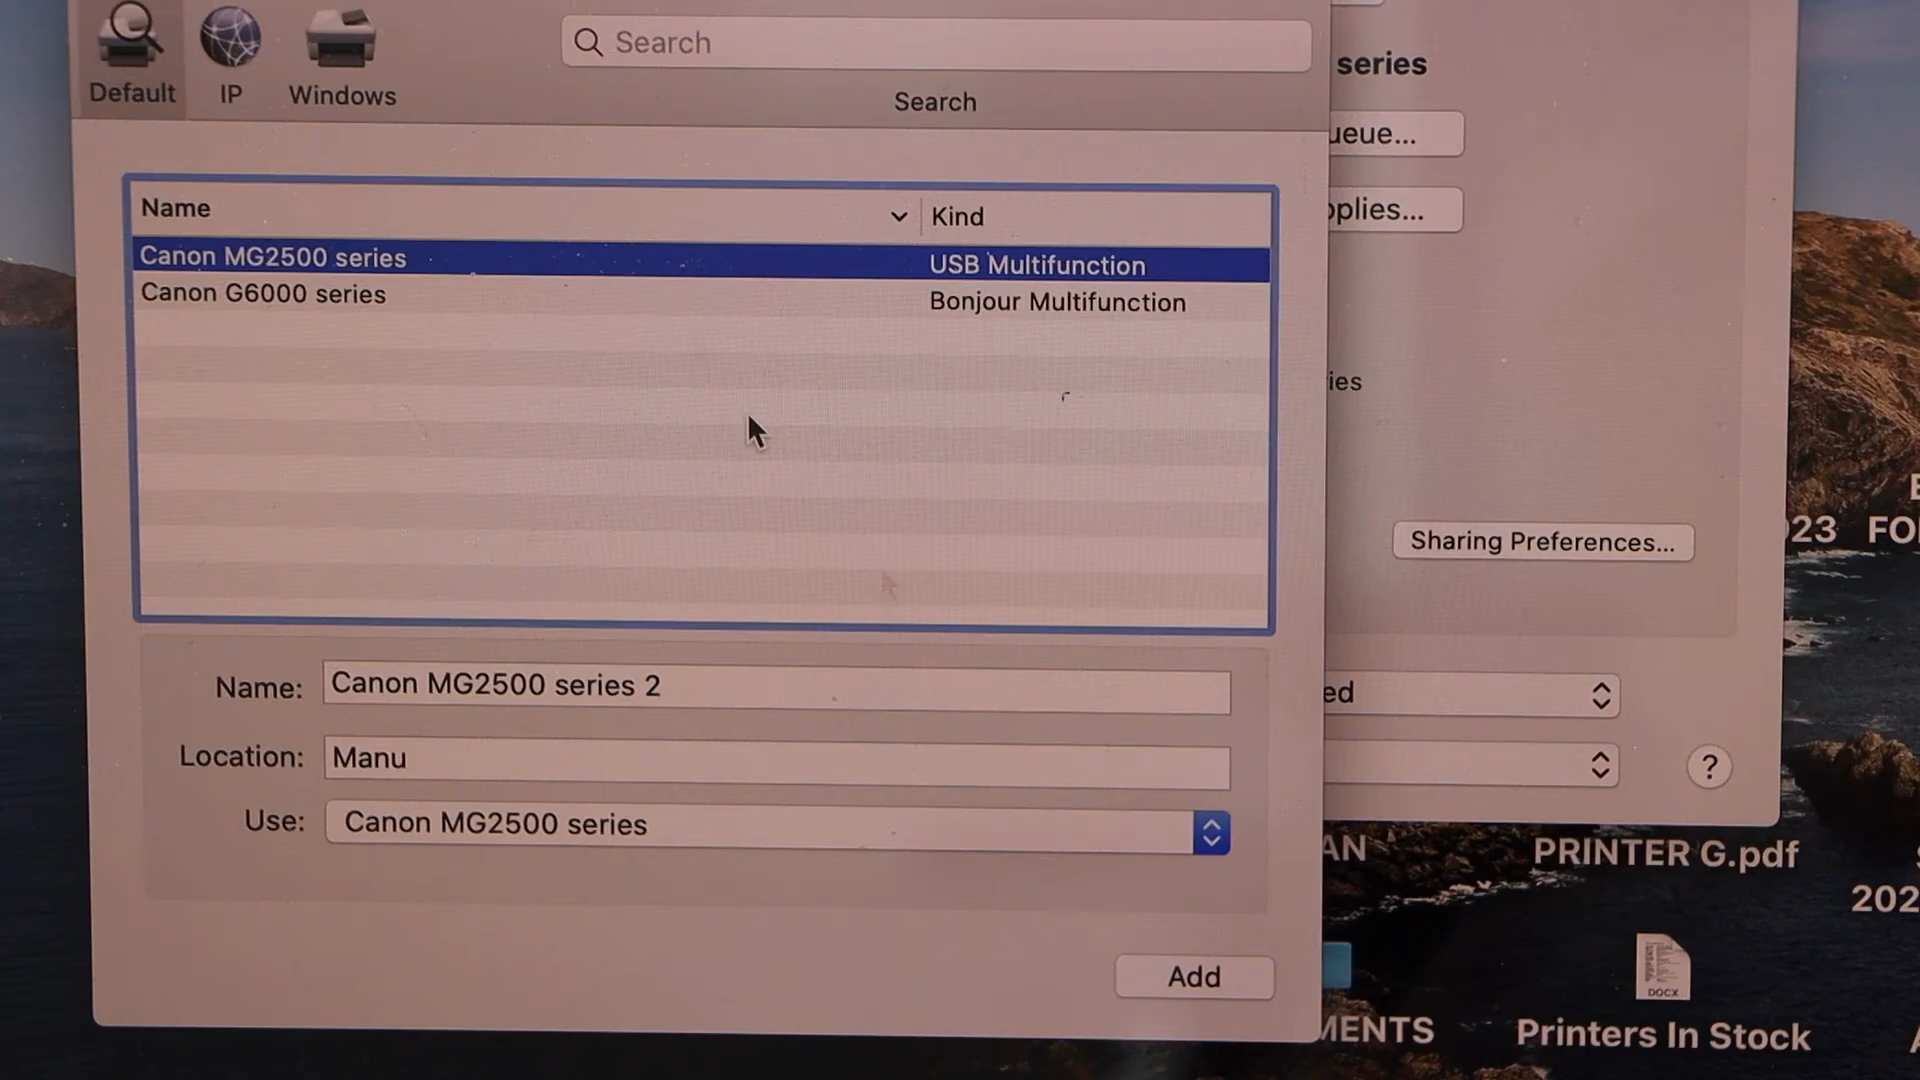 Default
IP
Windows
Search
Search
Name
Kind
Canon MG2500 series
USB Multifunction
Canon G6000 series
Bonjour Multifunction
Name:
Canon MG2500 series 2
Location:
Manu
Use:
Canon MG2500 series
Add
series
ueue...
pplies...
ies
Sharing Preferences...
ed
?
023
FO
AN
PRINTER G.pdf
202
DOCX
MENTS
Printers In Stock